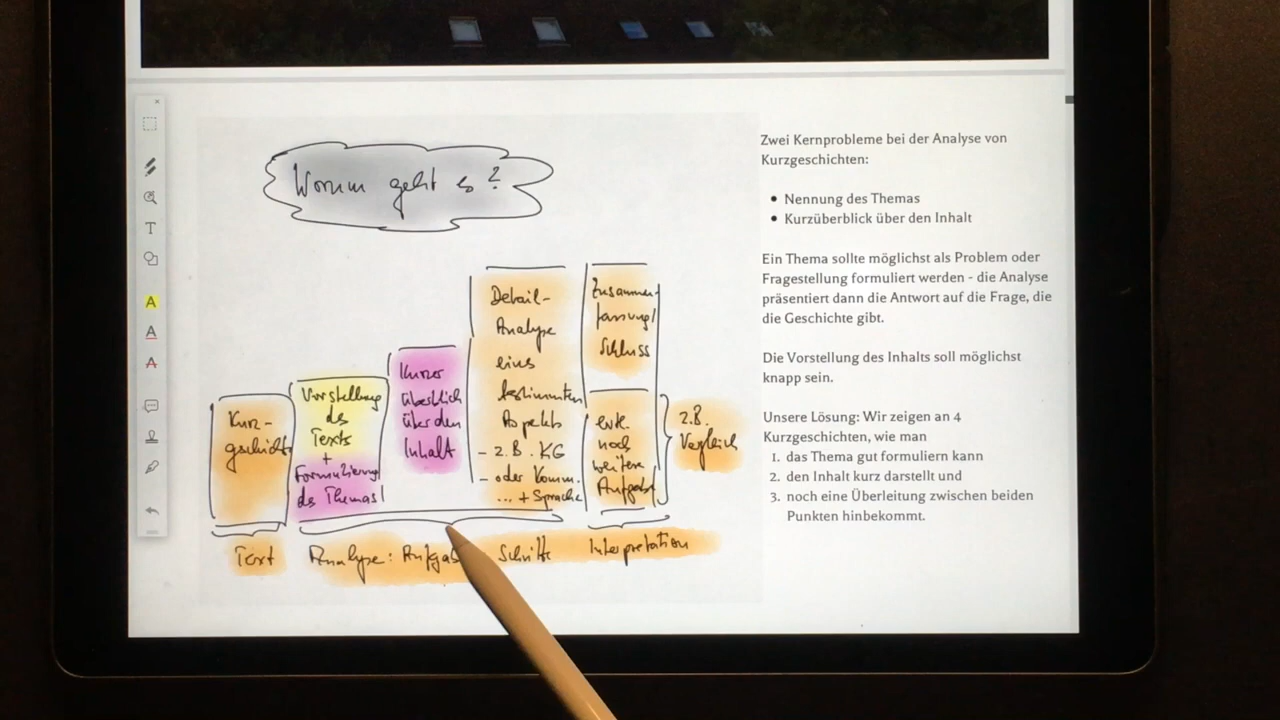 Worum geht es?
Kurz-
geschichte
Vorstellung
des
Texts
+
Formulierung
des Themas
Kurzer
Überblick
über den
Inhalt
Detail-
Analyse
eines
bestimmten
Aspekts
- z.B. KG
- oder Komm.
... + Sprache
Zusammen-
fassung/
Schluss
evtl.
noch
weitere
Aufgabe
z.B.
Vergleich
Text
Analyse: Aufgabe Schritte
Interpretation
Zwei Kernprobleme bei der Analyse von
Kurzgeschichten:
• Nennung des Themas
• Kurzüberblick über den Inhalt
Ein Thema sollte möglichst als Problem oder
Fragestellung formuliert werden - die Analyse
präsentiert dann die Antwort auf die Frage, die
die Geschichte gibt.
Die Vorstellung des Inhalts soll möglichst
knapp sein.
Unsere Lösung: Wir zeigen an 4
Kurzgeschichten, wie man
1. das Thema gut formulieren kann
2. den Inhalt kurz darstellt und
3. noch eine Überleitung zwischen beiden
Punkten hinbekommt.